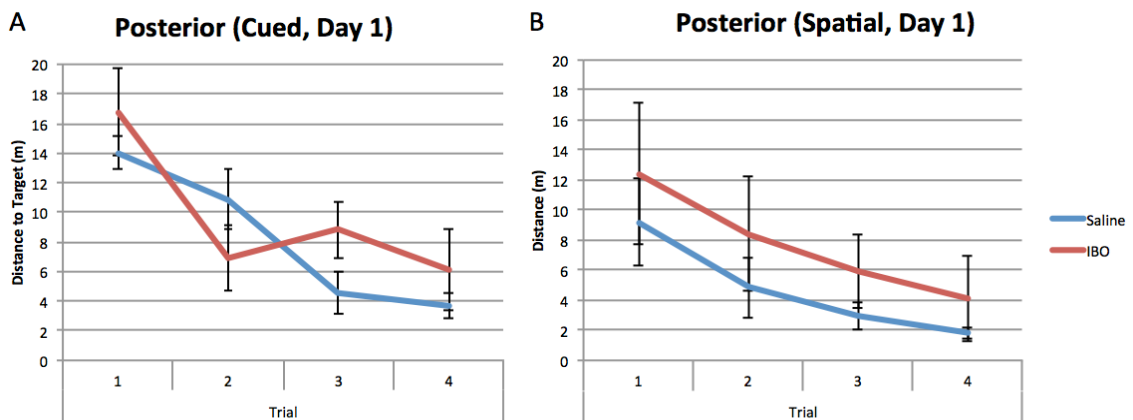 A
Posterior (Cued, Day 1)
Distance to Target (m)
20
18
16
14
12
10
8
6
4
2
0
1 2 3 4
Trial
B
Posterior (Spatial, Day 1)
Distance (m)
20
18
16
14
12
10
8
6
4
2
0
1 2 3 4
Trial
Saline
IBO